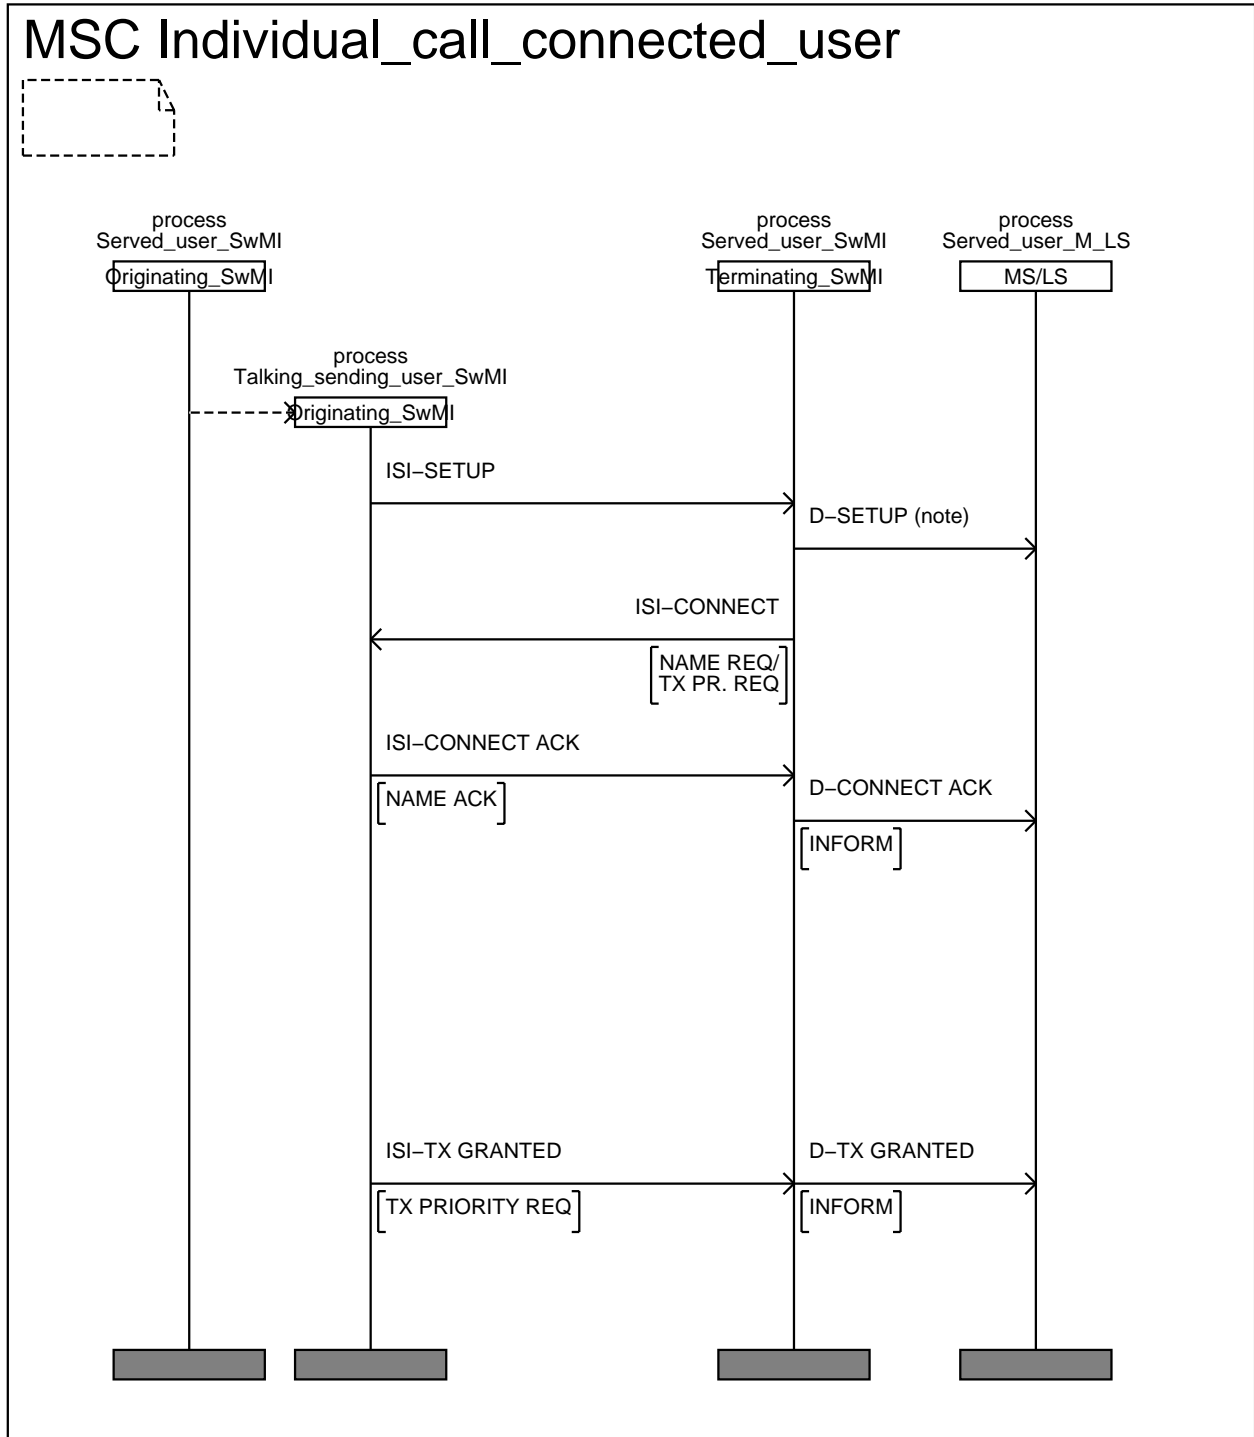 MSC Individual_call_connected_user
process
Served_user_SwMI
Originating_SwMI
process
Served_user_SwMI
Terminating_SwMI
process
Served_user_M_LS
MS/LS
process
Talking_sending_user_SwMI
Originating_SwMI
ISI–SETUP
D–SETUP (note)
ISI–CONNECT
NAME REQ/
TX PR. REQ
ISI–CONNECT ACK
NAME ACK
D–CONNECT ACK
INFORM
ISI–TX GRANTED
D–TX GRANTED
TX PRIORITY REQ
INFORM